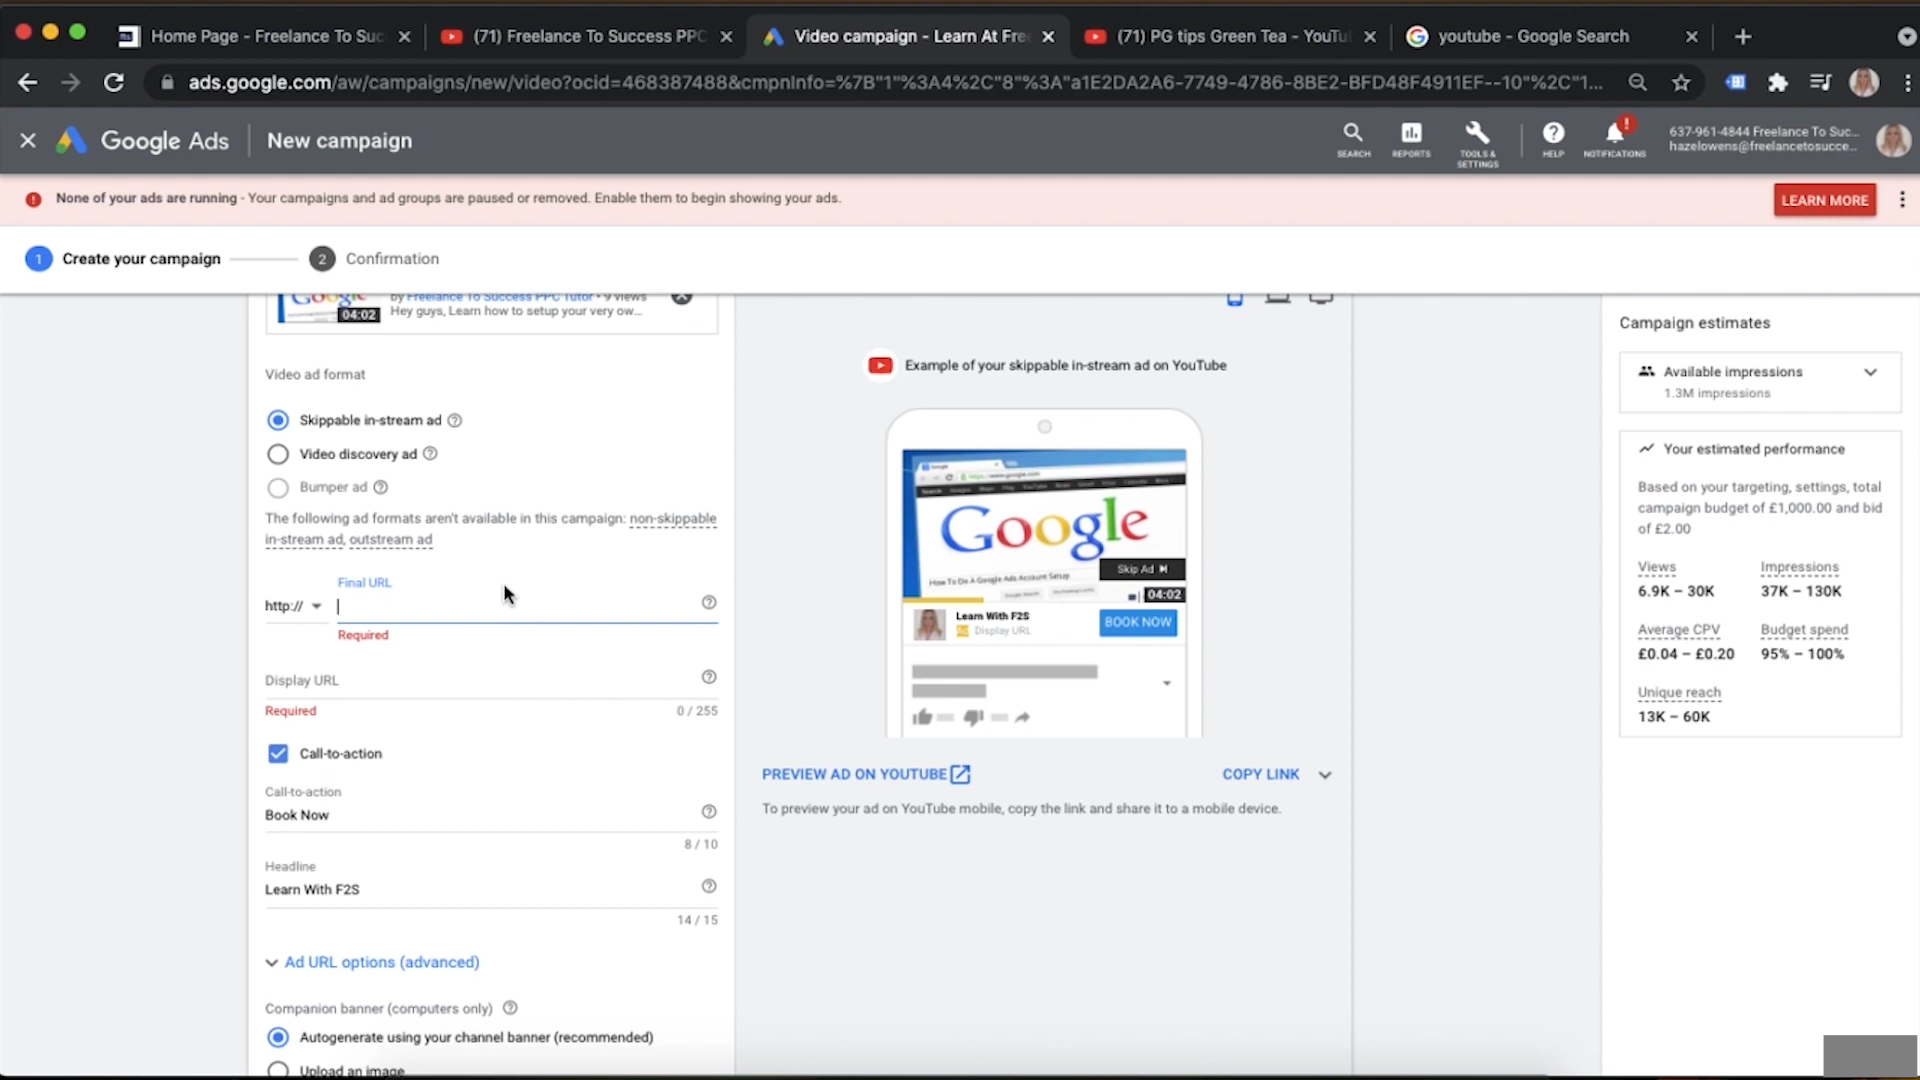 Home Page - Freelance To Suc
(71) Freelance To Success PPC
Video campaign - Learn At Fre
(71) PG tips Green Tea - YouTu
youtube - Google Search
ads.google.com/aw/campaigns/new/video?ocid=468387488&cmpnInfo=%7B"1"%3A4%2C"8"%3A"a1E2DA2A6-7749-4786-8BE2-BFD48F4911EF--10"%2C"1...
Google Ads
New campaign
SEARCH
REPORTS
TOOLS & SETTINGS
HELP
NOTIFICATIONS
637-961-4844 Freelance To Suc...
hazelowens@freelancetosucce...
None of your ads are running - Your campaigns and ad groups are paused or removed. Enable them to begin showing your ads.
LEARN MORE
1 Create your campaign
2 Confirmation
by Freelance To Success PPC Tutor • 9 views
Hey guys, Learn how to setup your very ow...
04:02
Video ad format
Skippable in-stream ad
Video discovery ad
Bumper ad
The following ad formats aren't available in this campaign: non-skippable
in-stream ad, outstream ad
Final URL
http://
Required
Display URL
Required
0 / 255
Call-to-action
Call-to-action
Book Now
8 / 10
Headline
Learn With F2S
14 / 15
Ad URL options (advanced)
Companion banner (computers only)
Autogenerate using your channel banner (recommended)
Upload an image
Example of your skippable in-stream ad on YouTube
Google
How To Do A Google Ads Account Setup
Skip Ad
04:02
Learn With F2S
Ad Display URL
BOOK NOW
PREVIEW AD ON YOUTUBE
COPY LINK
To preview your ad on YouTube mobile, copy the link and share it to a mobile device.
Campaign estimates
Available impressions
1.3M impressions
Your estimated performance
Based on your targeting, settings, total
campaign budget of £1,000.00 and bid
of £2.00
Views
6.9K – 30K
Impressions
37K – 130K
Average CPV
£0.04 – £0.20
Budget spend
95% – 100%
Unique reach
13K – 60K